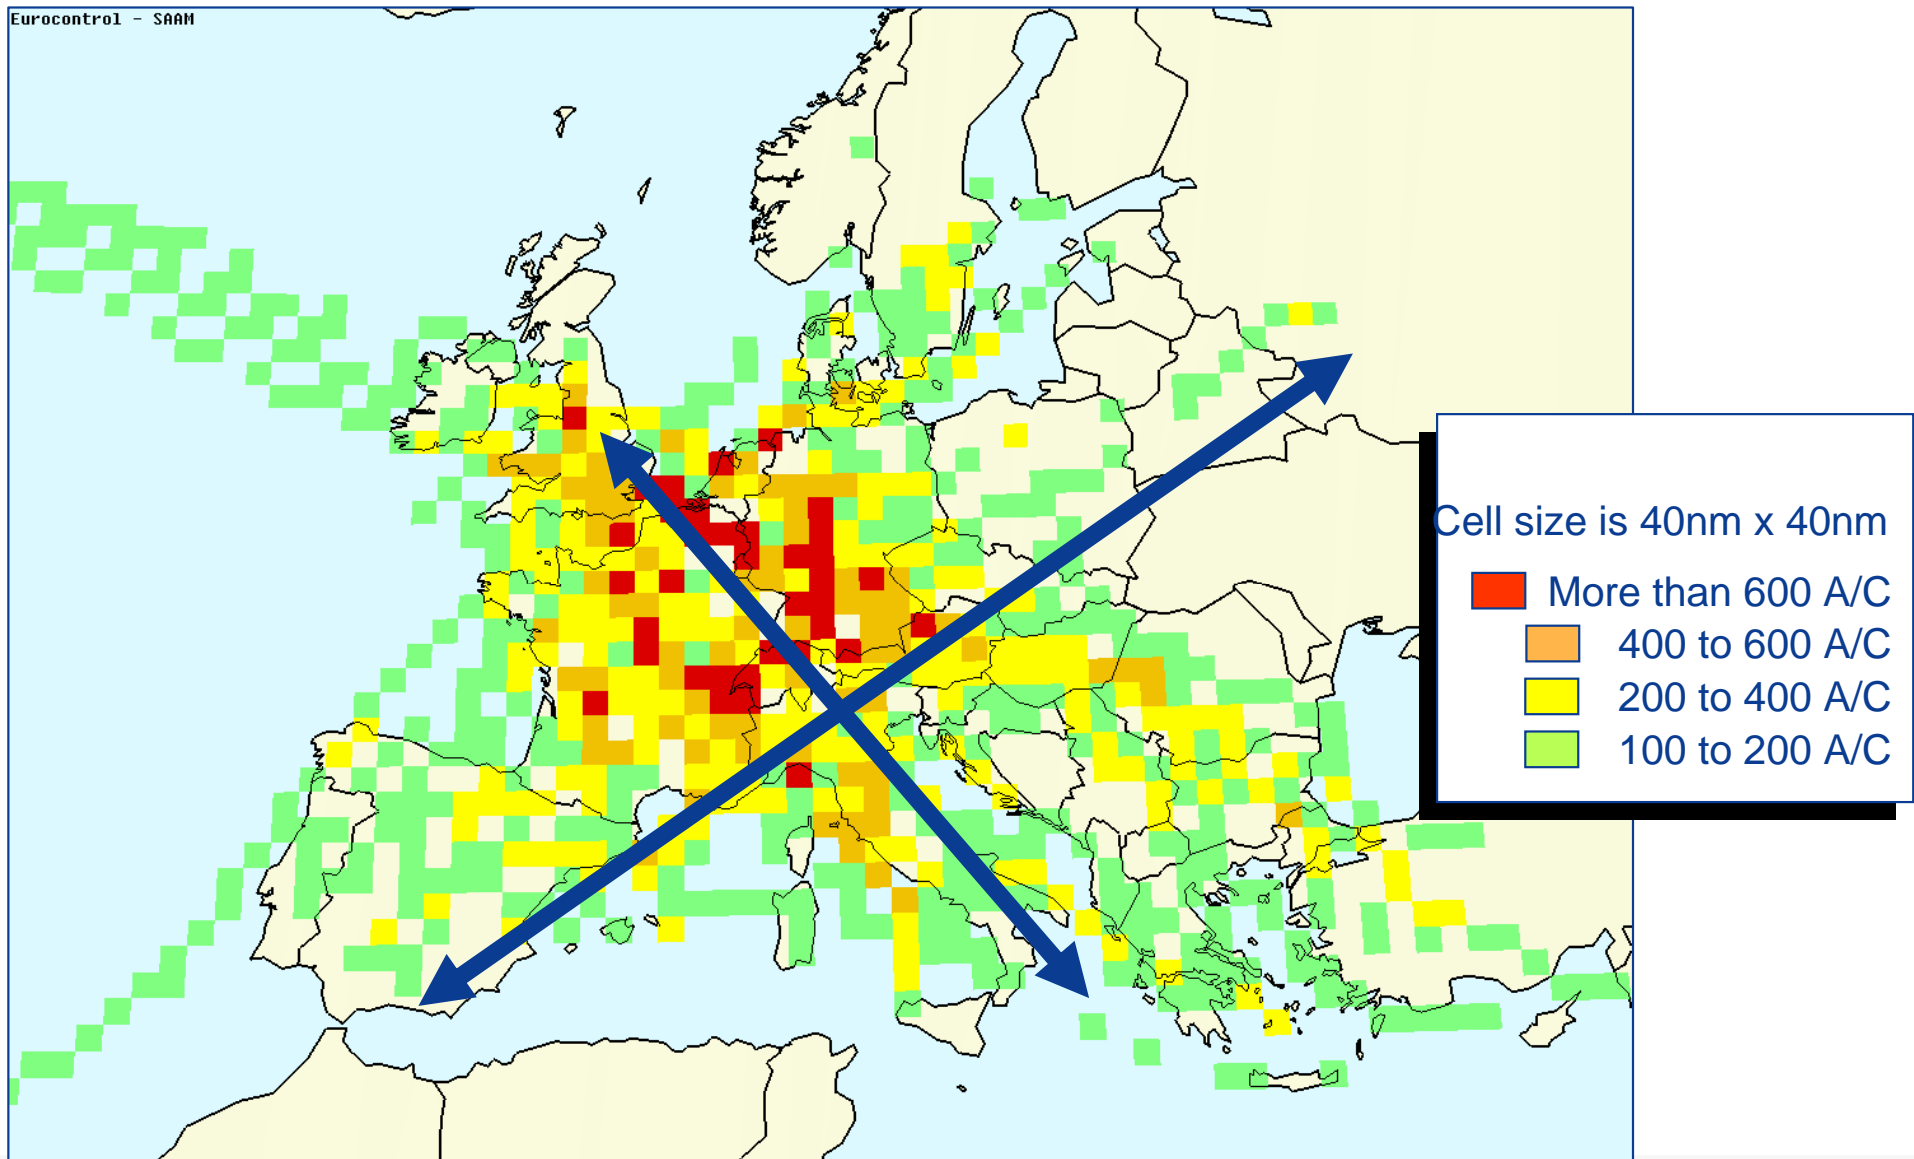 Eurocontrol - SAAM
Cell size is 40nm x 40nm
More than 600 A/C
400 to 600 A/C
200 to 400 A/C
100 to 200 A/C